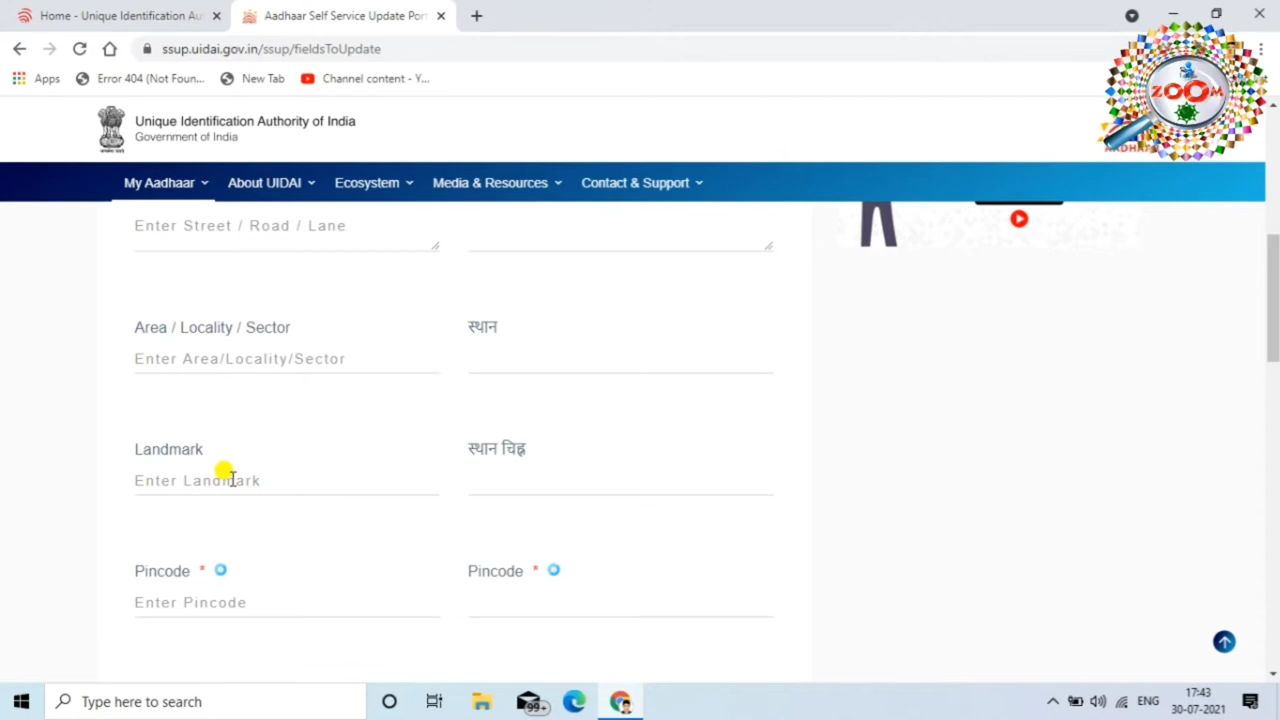 Home - Unique Identification Au
Aadhaar Self Service Update Por
ssup.uidai.gov.in/ssup/fieldsToUpdate
Apps
Error 404 (Not Foun...
New Tab
Channel content - Y...
ZOOM
AADHAAR
Unique Identification Authority of India
Government of India
My Aadhaar
About UIDAI
Ecosystem
Media & Resources
Contact & Support
Enter Street / Road / Lane
Area / Locality / Sector
स्थान
Enter Area/Locality/Sector
Landmark
स्थान चिह्न
Enter Landmark
Pincode *
Pincode *
Enter Pincode
Type here to search
99+
ENG
17:43
30-07-2021